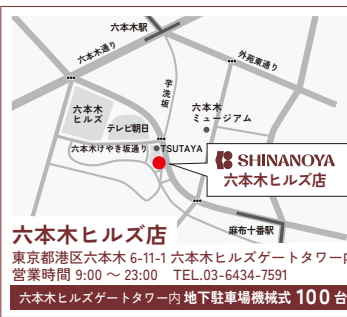 六本木駅
六本木通り
外苑東通り
芋洗坂
六本木
ヒルズ
六本木
ミュージアム
テレビ朝日
六本木けやき坂通り
TSUTAYA
SHINANOYA
六本木ヒルズ店
麻布十番駅
六本木ヒルズ店
東京都港区六本木 6-11-1 六本木ヒルズゲートタワー内
営業時間 9:00 ～ 23:00 TEL.03-6434-7591
六本木ヒルズゲートタワー内 地下駐車場機械式 100 台